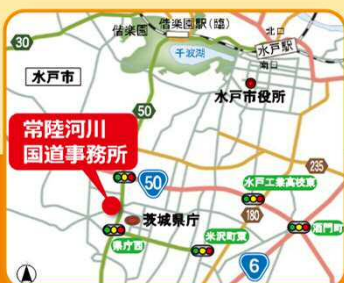 偕楽園
偕楽園駅(臨)
北口
水戸駅
南口
30
千波湖
水戸市
水戸市役所
50
常陸河川
国道事務所
235
水戸工業高校東
50
180
茨城県庁
酒門町
県庁西
米沢町東
6